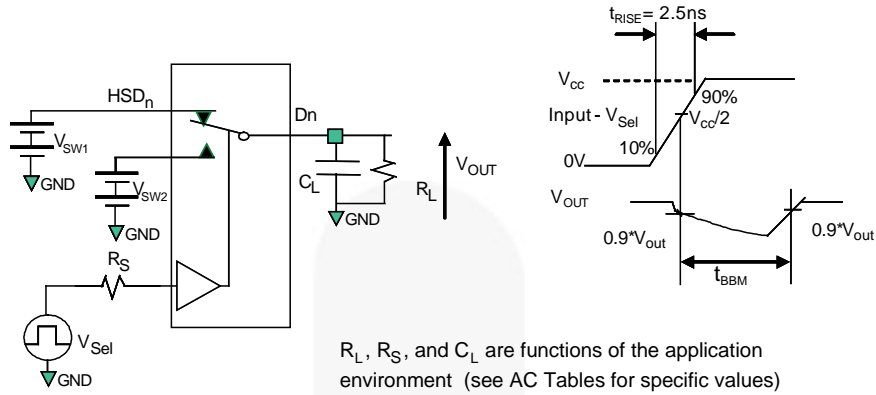 tRISE= 2.5ns
HSDn
Dn
VSW1
GND
VSW2
GND
RS
VSel
GND
CL
RL
VOUT
GND
Vcc
90%
Input - VSel
Vcc/2
10%
0V
VOUT
0.9*Vout
0.9*Vout
tBBM
RL, RS, and CL are functions of the application
environment (see AC Tables for specific values)